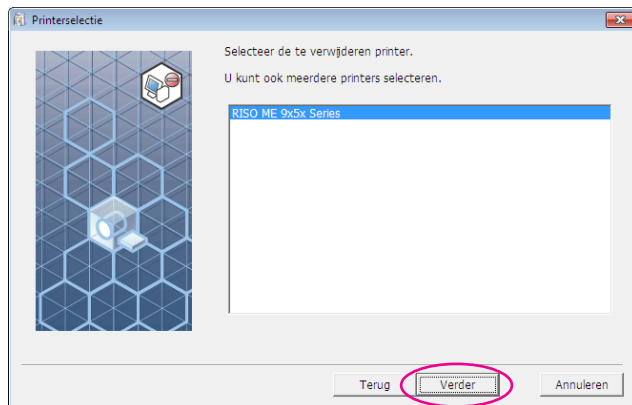 Printerselectie
Selecteer de te verwijderen printer.
U kunt ook meerdere printers selecteren.
RISO ME 9x5x Series
Terug
Verder
Annuleren